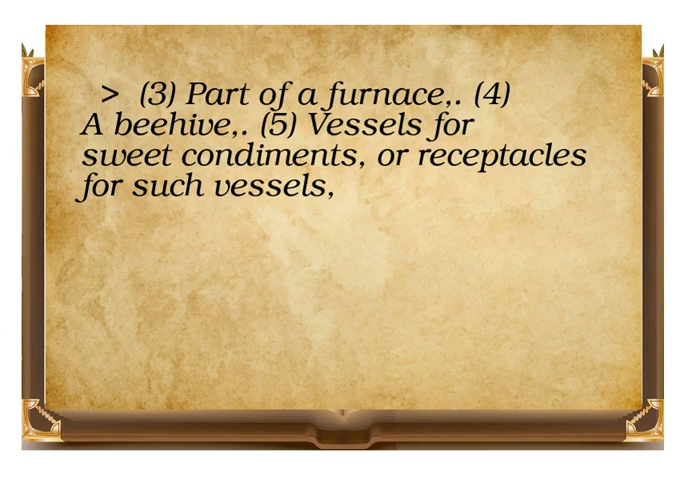 > (3) Part of a furnace,. (4)
A beehive,. (5) Vessels for
sweet condiments, or receptacles
for such vessels,